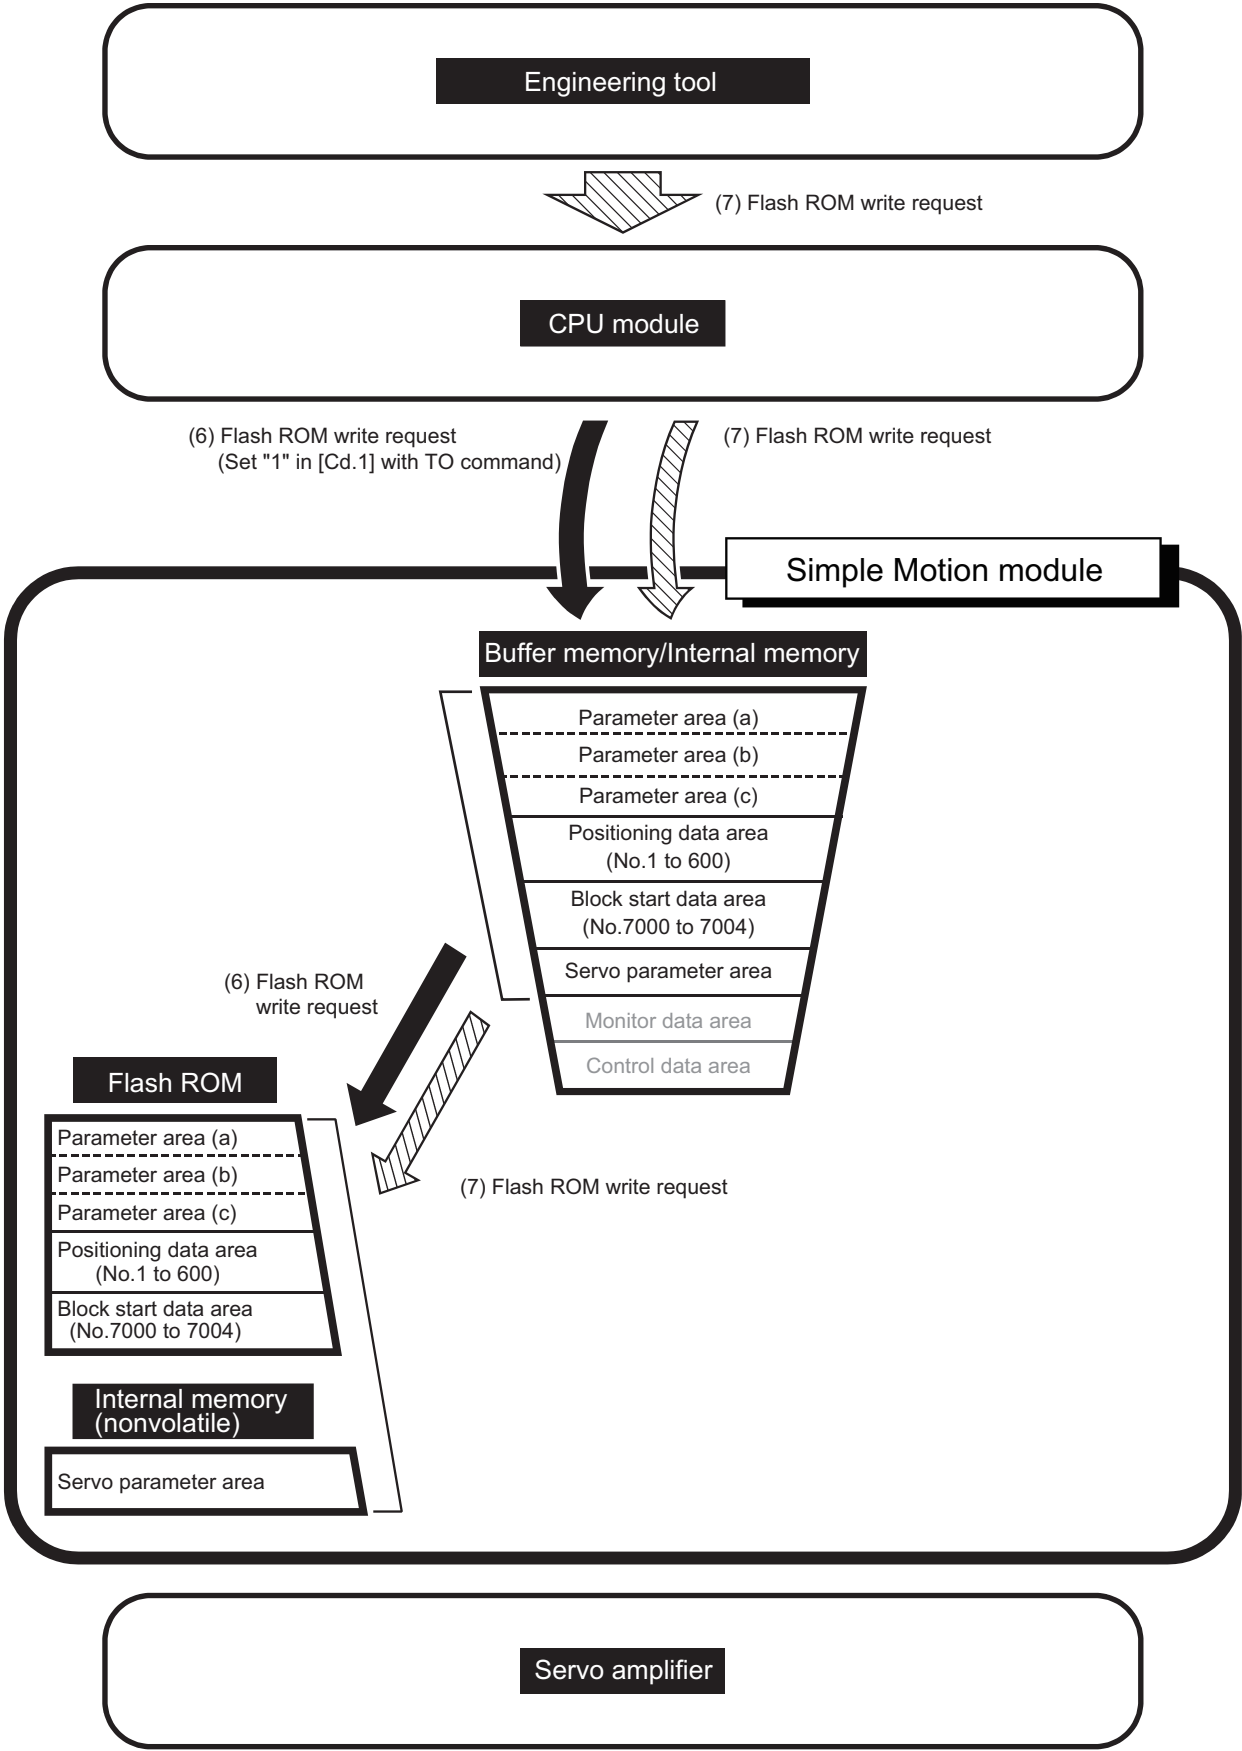 Engineering tool
(7) Flash ROM write request
CPU module
(6) Flash ROM write request
(Set "1" in [Cd.1] with TO command)
(7) Flash ROM write request
Simple Motion module
Buffer memory/Internal memory
Parameter area (a)
Parameter area (b)
Parameter area (c)
Positioning data area
(No.1 to 600)
Block start data area
(No.7000 to 7004)
Servo parameter area
Monitor data area
Control data area
(6) Flash ROM
write request
(7) Flash ROM write request
Flash ROM
Parameter area (a)
Parameter area (b)
Parameter area (c)
Positioning data area
(No.1 to 600)
Block start data area
(No.7000 to 7004)
Internal memory
(nonvolatile)
Servo parameter area
Servo amplifier